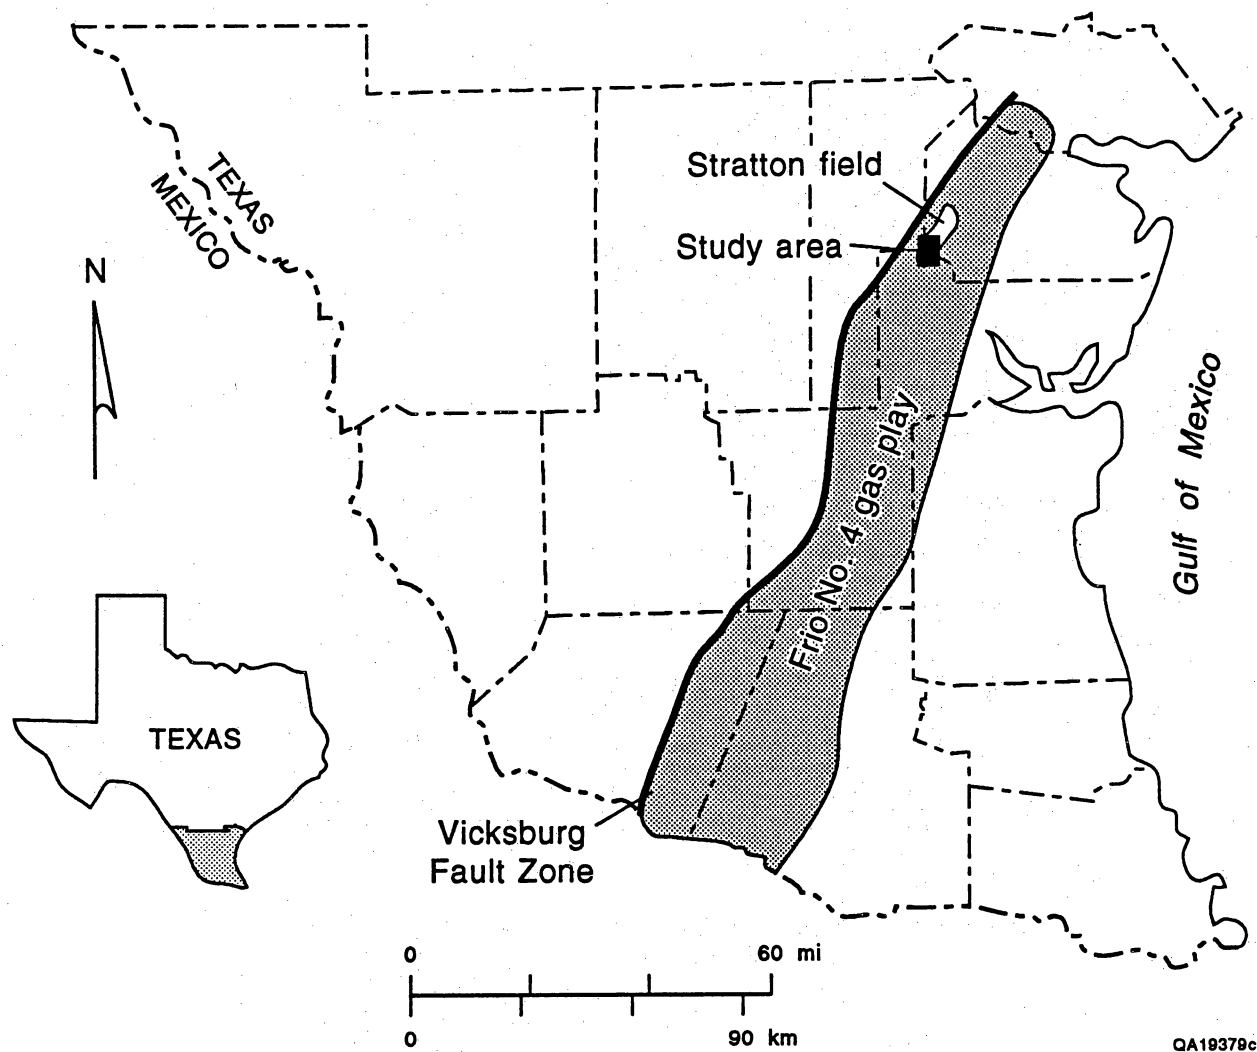 TEXAS
MEXICO
N
Stratton field
Study area
Gulf of Mexico
Frio No. 4 gas play
TEXAS
Vicksburg
Fault Zone
0
60 mi
0
90 km
QA19379c